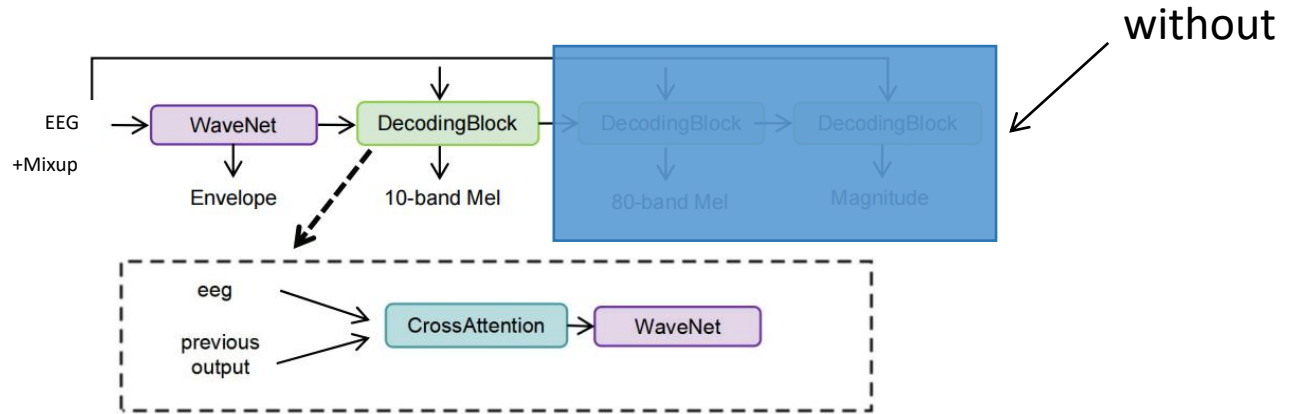 without
EEG
+Mixup
WaveNet
DecodingBlock
DecodingBlock
DecodingBlock
Envelope
10-band Mel
80-band Mel
Magnitude
eeg
previous
output
CrossAttention
WaveNet